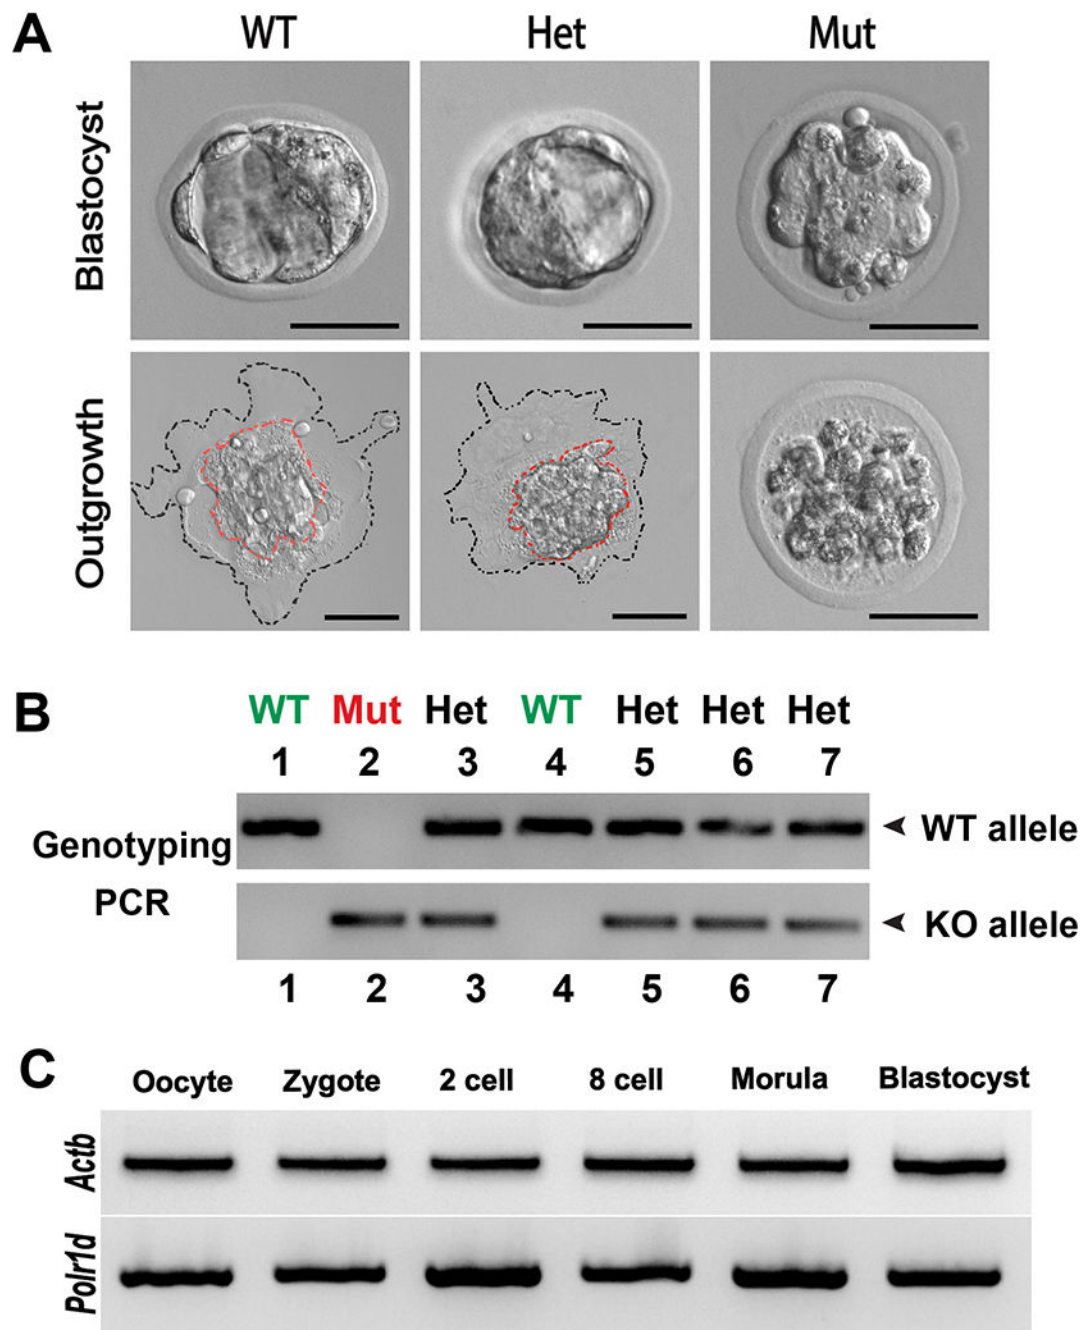 A
WT Het Mut
Blastocyst
Outgrowth
B
WT Mut Het WT Het Het Het
1 2 3 4 5 6 7
Genotyping
PCR
WT allele
KO allele
1 2 3 4 5 6 7
C
Oocyte Zygote 2 cell 8 cell Morula Blastocyst
Actb
Polr1d